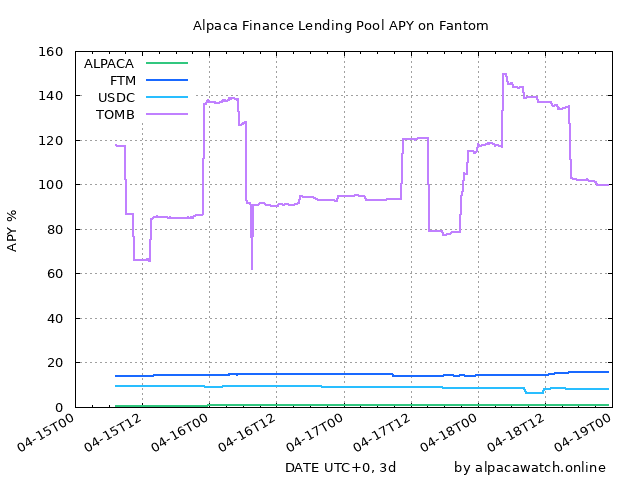 Alpaca Finance Lending Pool APY on Fantom
160
140
120
100
80
60
40
20
0
APY %
ALPACA
FTM
USDC
TOMB
04-15T00
04-15T12
04-16T00
04-16T12
04-17T00
04-17T12
04-18T00
04-18T12
04-19T00
DATE UTC+0, 3d
by alpacawatch.online